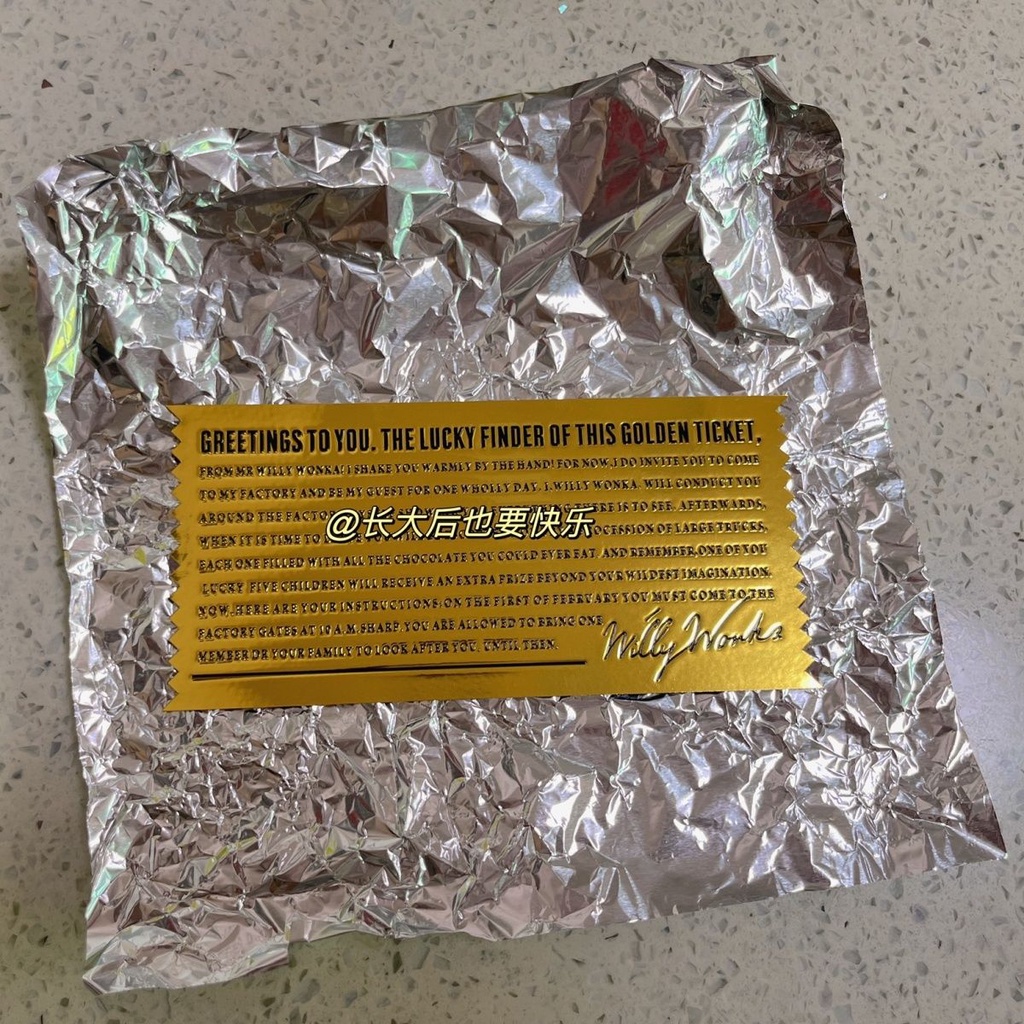 GREETINGS TO YOU. THE LUCKY FINDER OF THIS GOLDEN TICKET,
FROM MR WILLY WONKA! I SHAKE YOU WARMLY BY THE HAND! FOR NOW, I DO INVITE YOU TO COME
TO MY FACTORY AND BE MY GUEST FOR ONE WHOLLY DAY. I, WILLY WONKA, WILL CONDUCT YOU
AROUND THE FACTO RE IS TO SEE. AFTERWARDS,
@长大后也要快乐
WHEN IT IS TIME TO OCESSION OF LARGE TRUCKS,
EACH ONE FILLED WITH ALL THE CHOCOLATE YOU COULD EVER EAT. AND REMEMBER, ONE OF YOU
LUCKY FIVE CHILDREN WILL RECEIVE AN EXTRA PRIZE BEYOND YOUR WILDEST IMAGINATION.
NOW, HERE ARE YOUR INSTRUCTIONS: ON THE FIRST OF FEBRUARY YOU MUST COME TO THE
FACTORY GATES AT 10 A.M. SHARP. YOU ARE ALLOWED TO BRING ONE
MEMBER OR YOUR FAMILY TO LOOK AFTER YOU. UNTIL THEN.
Willy Wonka